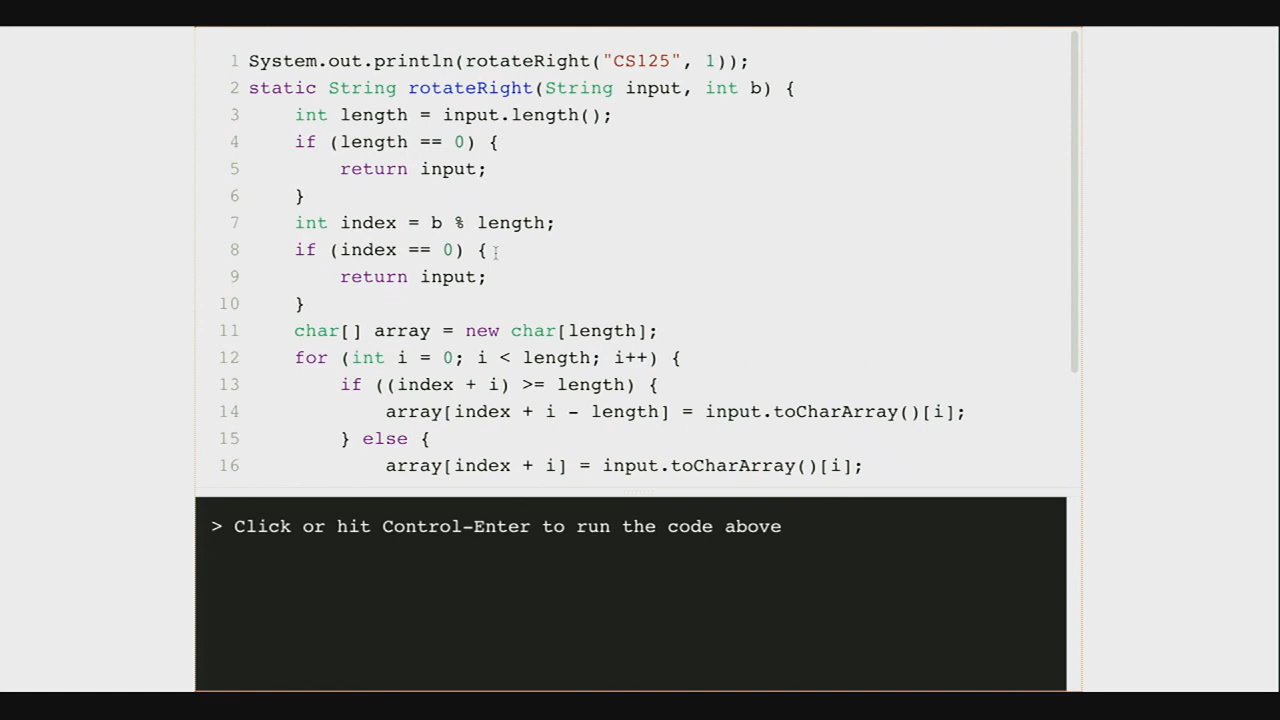 1 System.out.println(rotateRight("CS125", 1));
2 static String rotateRight(String input, int b) {
3     int length = input.length();
4     if (length == 0) {
5         return input;
6     }
7     int index = b % length;
8     if (index == 0) {
9         return input;
10     }
11     char[] array = new char[length];
12     for (int i = 0; i < length; i++) {
13         if ((index + i) >= length) {
14             array[index + i - length] = input.toCharArray()[i];
15         } else {
16             array[index + i] = input.toCharArray()[i];
> Click or hit Control-Enter to run the code above